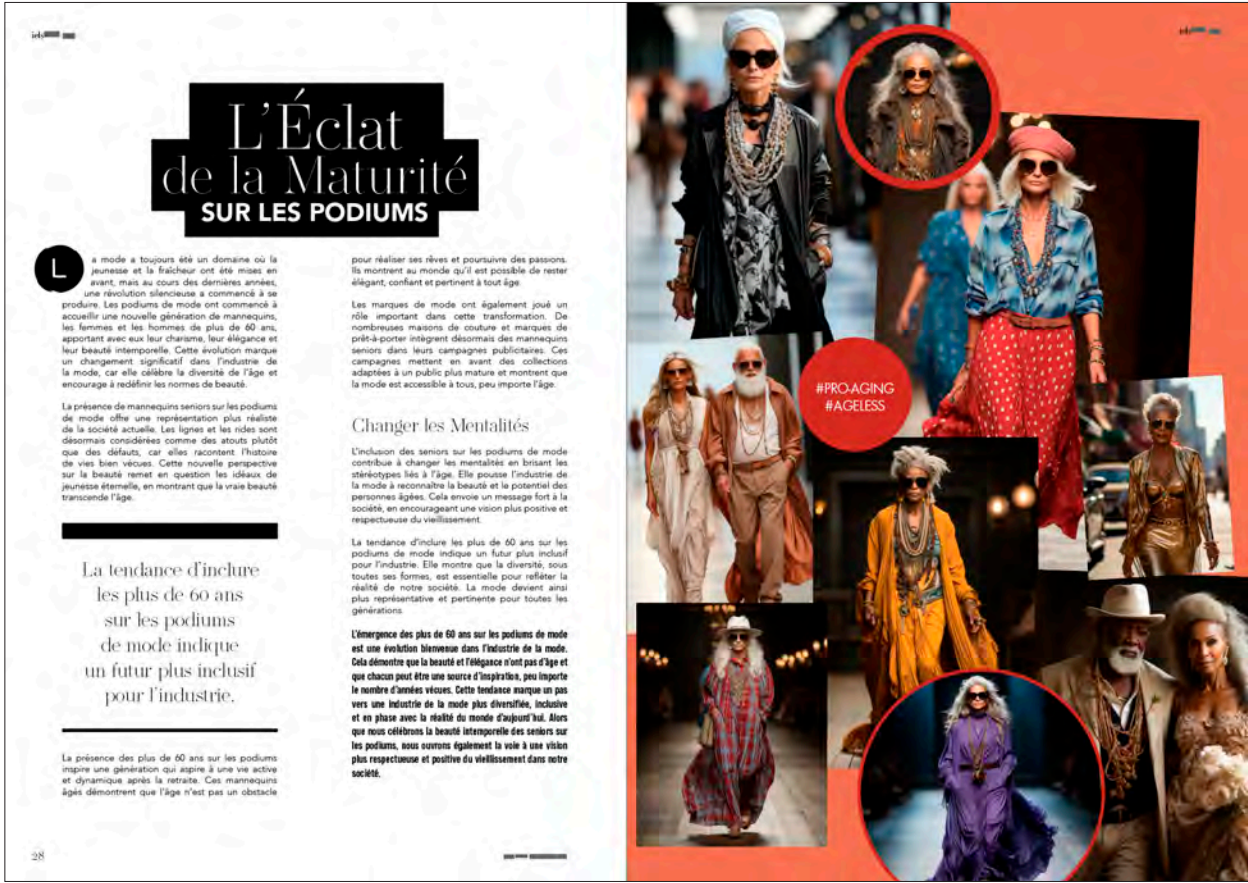 L'Éclat
de la Maturité
SUR LES PODIUMS
La mode a toujours été un domaine où la
jeunesse et la fraîcheur ont été mises en
avant, mais au cours des dernières années,
une révolution silencieuse a commencé à se
produire. Les podiums de mode ont commencé à
accueillir une nouvelle génération de mannequins,
les femmes et les hommes de plus de 60 ans,
apportant avec eux leur charisme, leur élégance et
leur beauté intemporelle. Cette évolution marque
un changement significatif dans l'industrie de
la mode, car elle célèbre la diversité de l'âge et
encourage à redéfinir les normes de beauté.
La présence de mannequins seniors sur les podiums
de mode offre une représentation plus réaliste
de la société actuelle. Les lignes et les rides sont
désormais considérées comme des atouts plutôt
que des défauts, car elles racontent l'histoire
de vies bien vécues. Cette nouvelle perspective
sur la beauté remet en question les idéaux de
jeunesse éternelle, en montrant que la vraie beauté
transcende l'âge.
La tendance d'inclure
les plus de 60 ans
sur les podiums
de mode indique
un futur plus inclusif
pour l'industrie.
La présence des plus de 60 ans sur les podiums
inspire une génération qui aspire à une vie active
et dynamique après la retraite. Ces mannequins
âgés démontrent que l'âge n'est pas un obstacle
pour réaliser ses rêves et poursuivre des passions.
Ils montrent au monde qu'il est possible de rester
élégant, confiant et pertinent à tout âge.
Les marques de mode ont également joué un
rôle important dans cette transformation. De
nombreuses maisons de couture et marques de
prêt-à-porter intègrent désormais des mannequins
seniors dans leurs campagnes publicitaires. Ces
campagnes mettent en avant des collections
adaptées à un public plus mature et montrent que
la mode est accessible à tous, peu importe l'âge.
Changer les Mentalités
L'inclusion des seniors sur les podiums de mode
contribue à changer les mentalités en brisant les
stéréotypes liés à l'âge. Elle pousse l'industrie de
la mode à reconnaître la beauté et le potentiel des
personnes âgées. Cela envoie un message fort à la
société, en encourageant une vision plus positive et
respectueuse du vieillissement.
La tendance d'inclure les plus de 60 ans sur les
podiums de mode indique un futur plus inclusif
pour l'industrie. Elle montre que la diversité, sous
toutes ses formes, est essentielle pour refléter la
réalité de notre société. La mode devient ainsi
plus représentative et pertinente pour toutes les
générations.
L'émergence des plus de 60 ans sur les podiums de mode
est une évolution bienvenue dans l'industrie de la mode.
Cela démontre que la beauté et l'élégance n'ont pas d'âge et
que chacun peut être une source d'inspiration, peu importe
le nombre d'années vécues. Cette tendance marque un pas
vers une industrie de la mode plus diversifiée, inclusive
et en phase avec la réalité du monde d'aujourd'hui. Alors
que nous célébrons la beauté intemporelle des seniors sur
les podiums, nous ouvrons également la voie à une vision
plus respectueuse et positive du vieillissement dans notre
société.
28
#PRO-AGING
#AGELESS